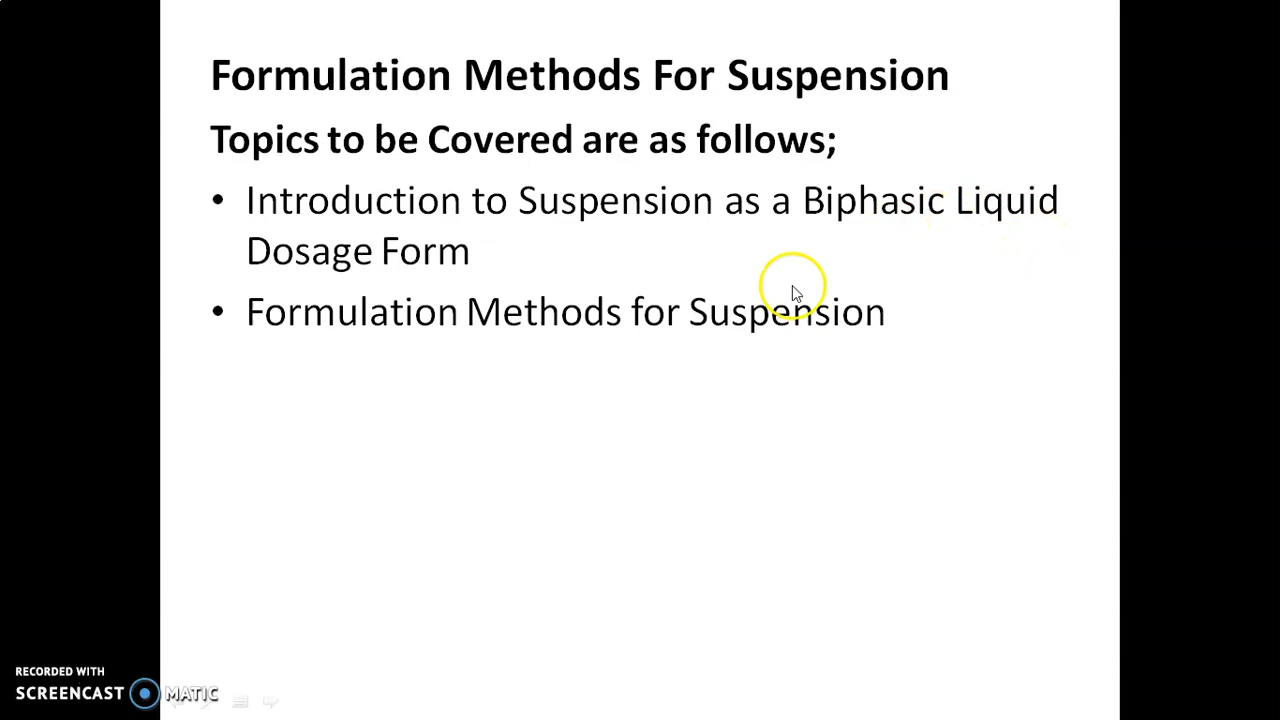 Formulation Methods For Suspension
Topics to be Covered are as follows;
• Introduction to Suspension as a Biphasic Liquid
Dosage Form
• Formulation Methods for Suspension
RECORDED WITH
SCREENCAST MATIC